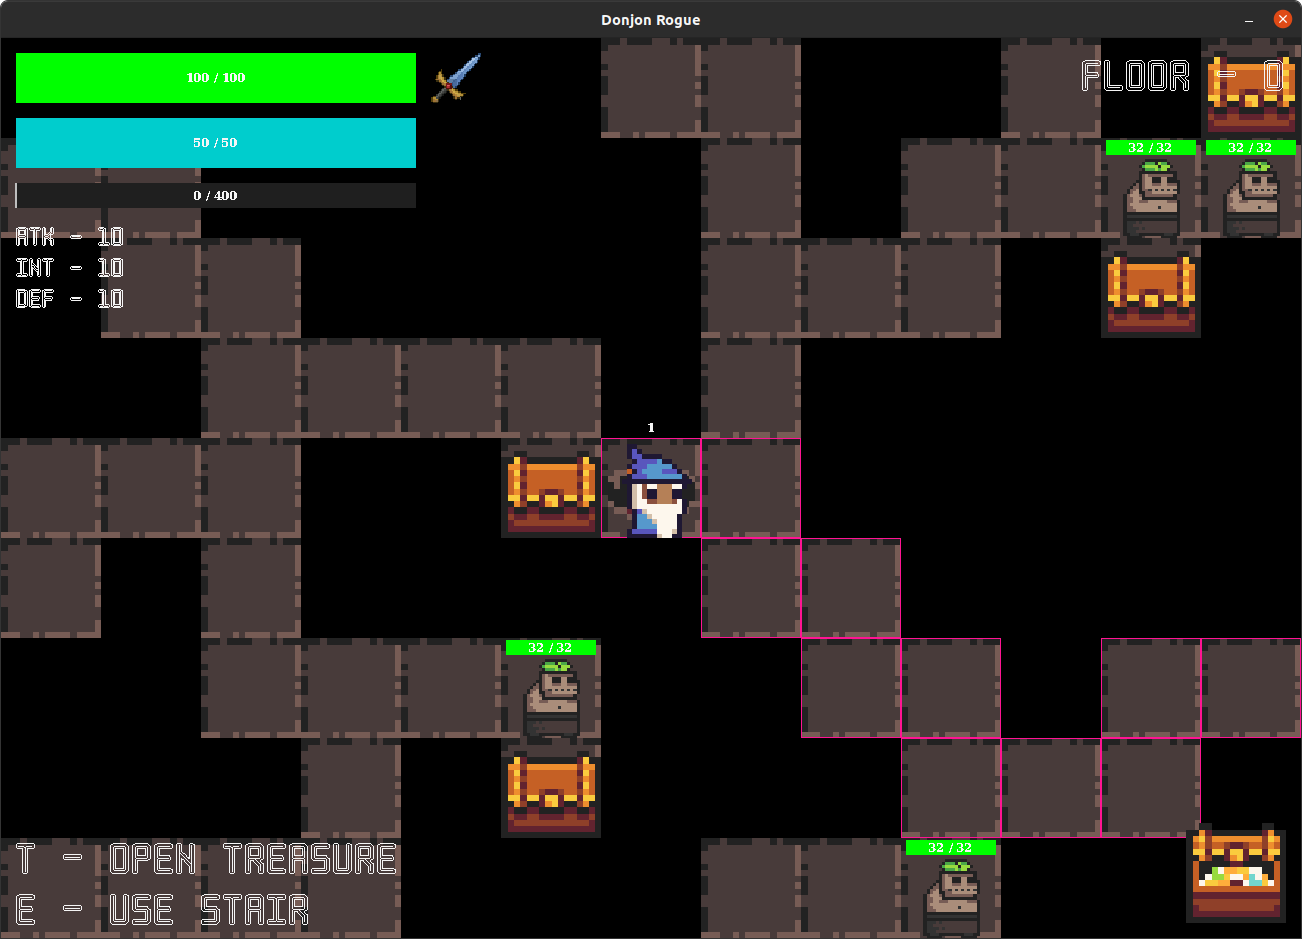 Donjon Rogue
100 / 100
FLOOR - 0
50 / 50
32 / 32
32 / 32
0 / 400
ATK - 10
INT - 10
DEF - 10
1
32 / 32
32 / 32
T - OPEN TREASURE
E - USE STAIR